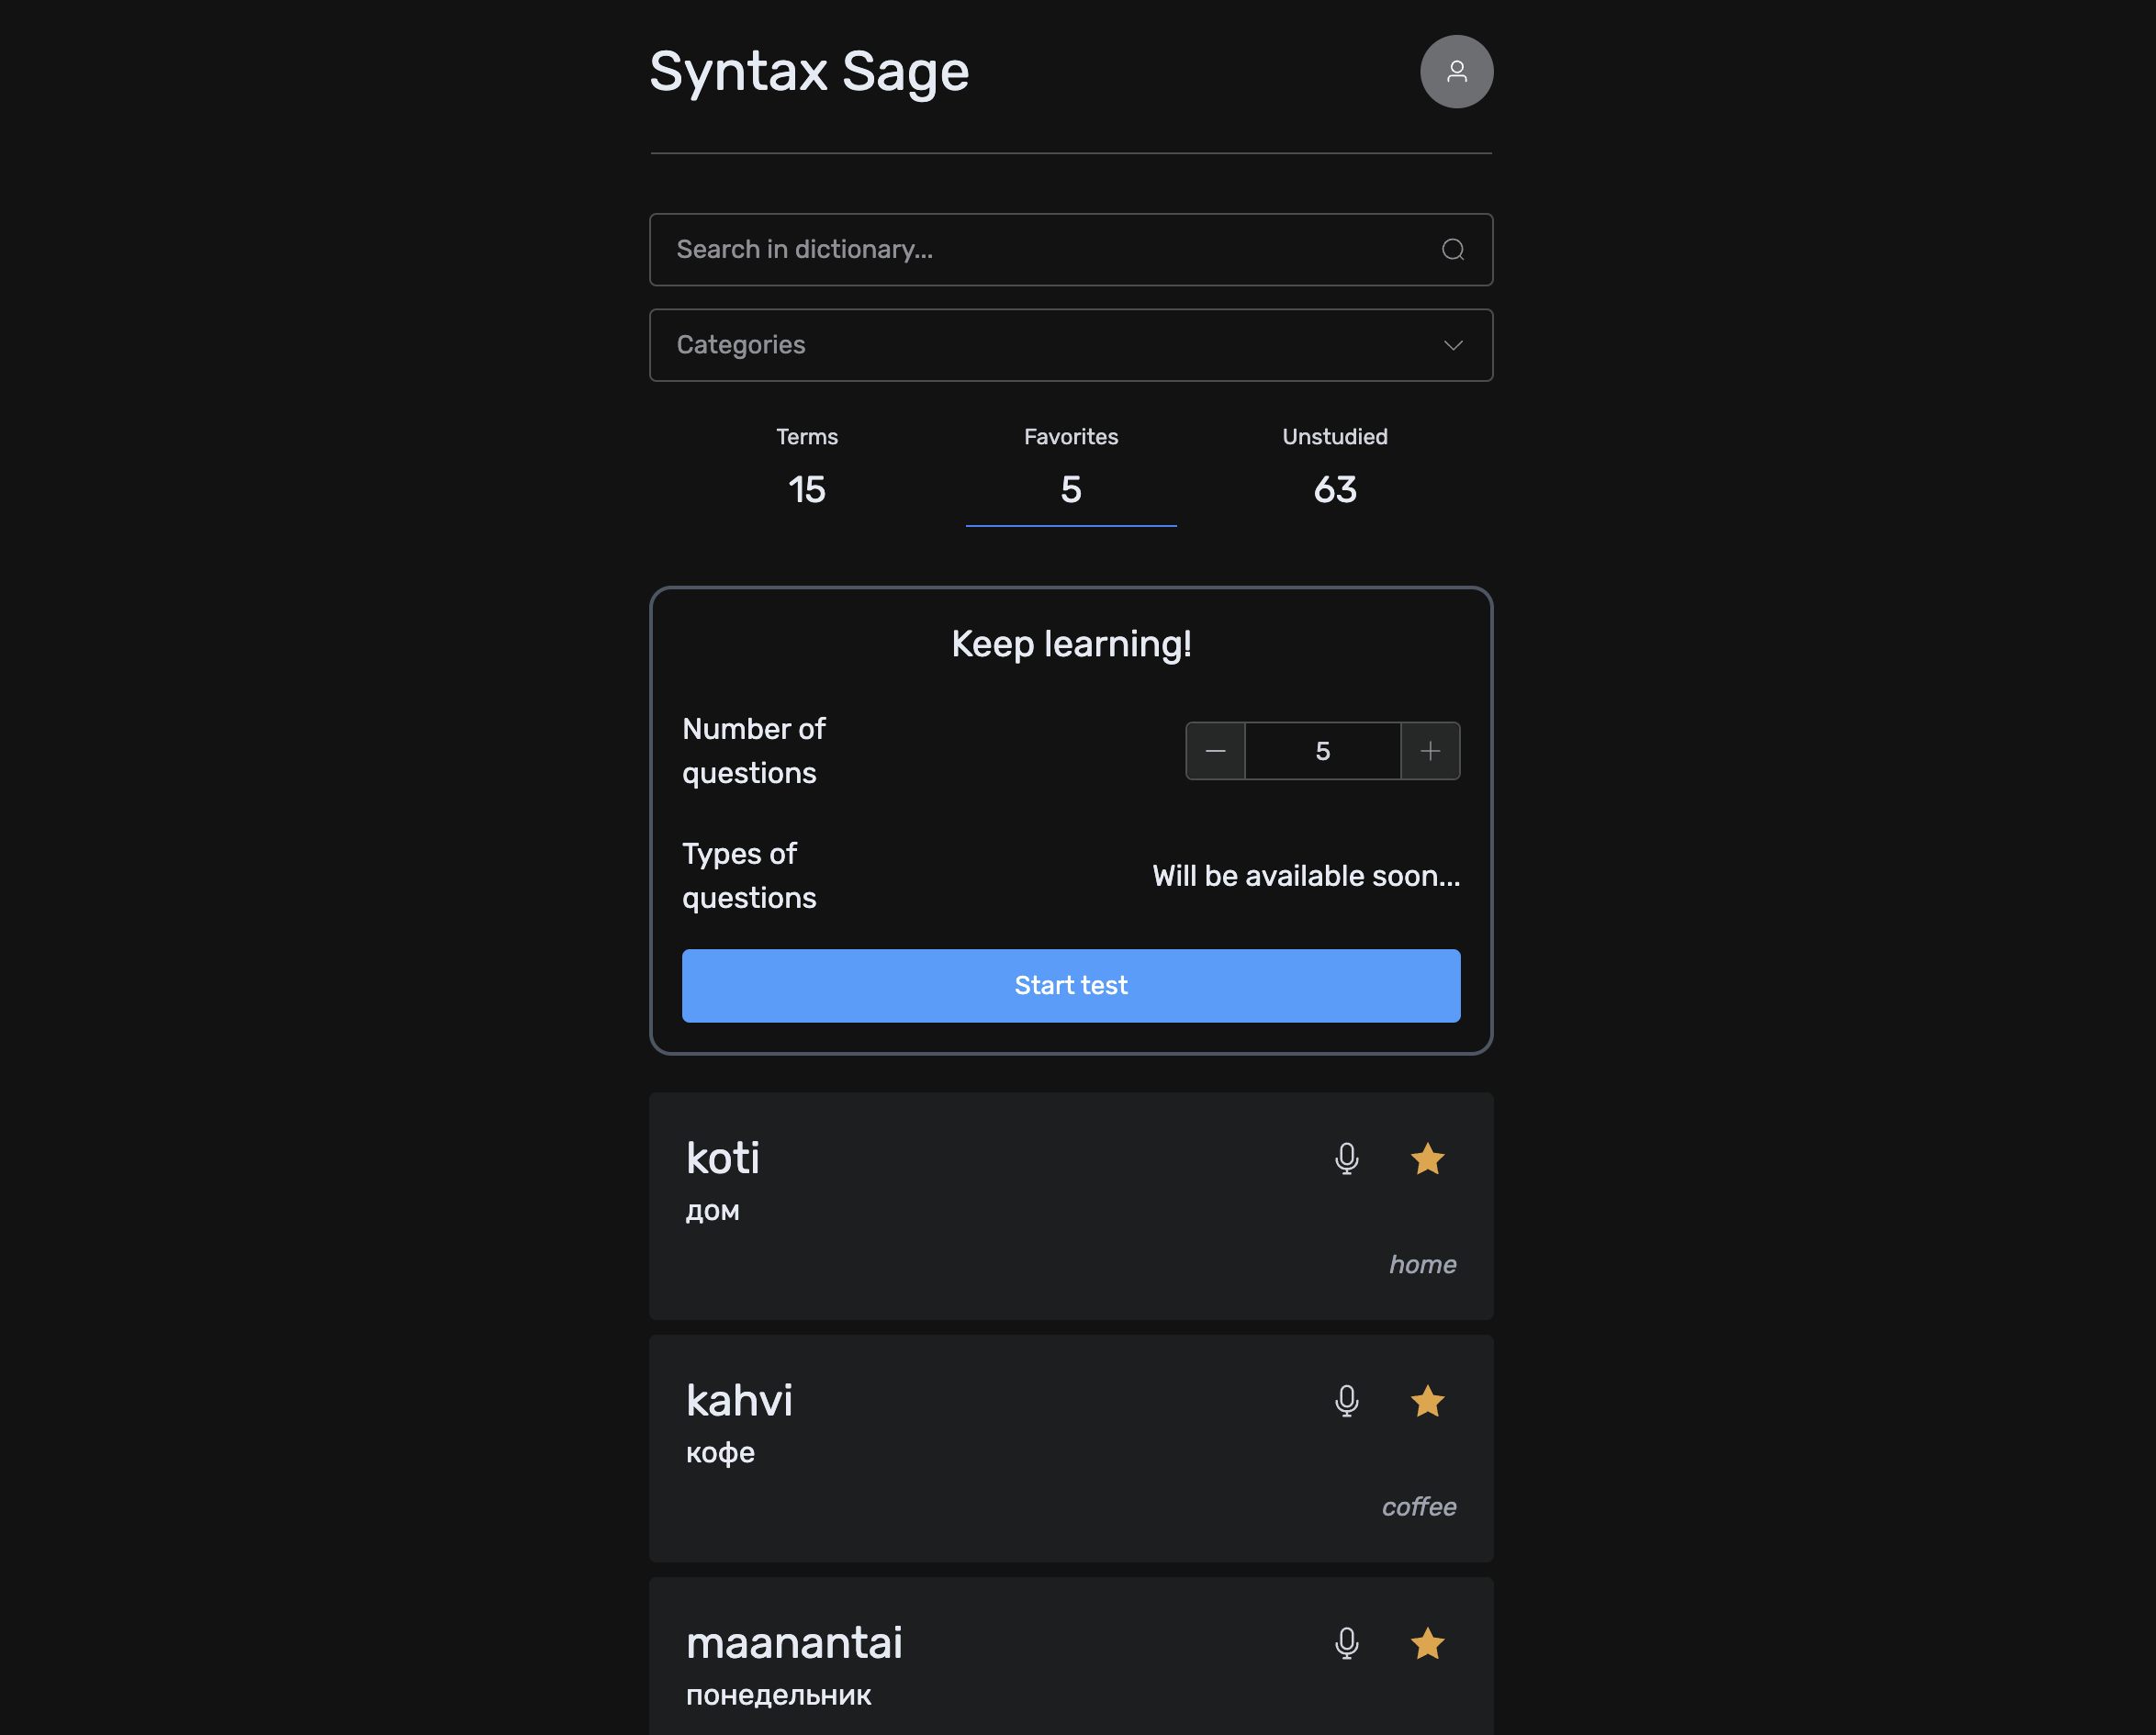 Syntax Sage
Search in dictionary...
Categories
Terms
15
Favorites
5
Unstudied
63
Keep learning!
Number of
questions
5
Types of
questions
Will be available soon...
Start test
koti
дом
home
kahvi
кофе
coffee
maanantai
понедельник